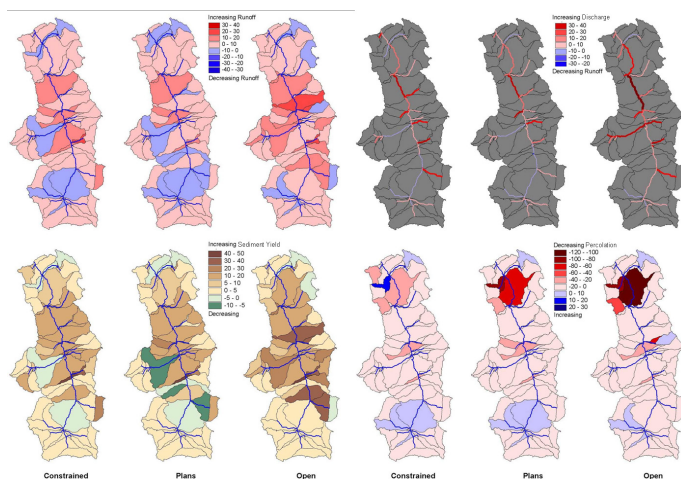 Increasing Runoff
30 - 40
20 - 30
10 - 20
0 - 10
-10 - 0
-20 - -10
-30 - -20
-40 - -30
Decreasing Runoff
Increasing Discharge
30 - 40
20 - 30
10 - 20
0 - 10
-10 - 0
-20 - -10
-30 - -20
Decreasing Runoff
Increasing Sediment Yield
40 - 50
30 - 40
20 - 30
10 - 20
5 - 10
0 - 5
-5 - 0
-10 - -5
Decreasing
Decreasing Percolation
-120 - -100
-100 - -80
-80 - -60
-60 - -40
-40 - -20
-20 - 0
0 - 10
10 - 20
20 - 30
Increasing
Constrained Plans Open Constrained Plans Open